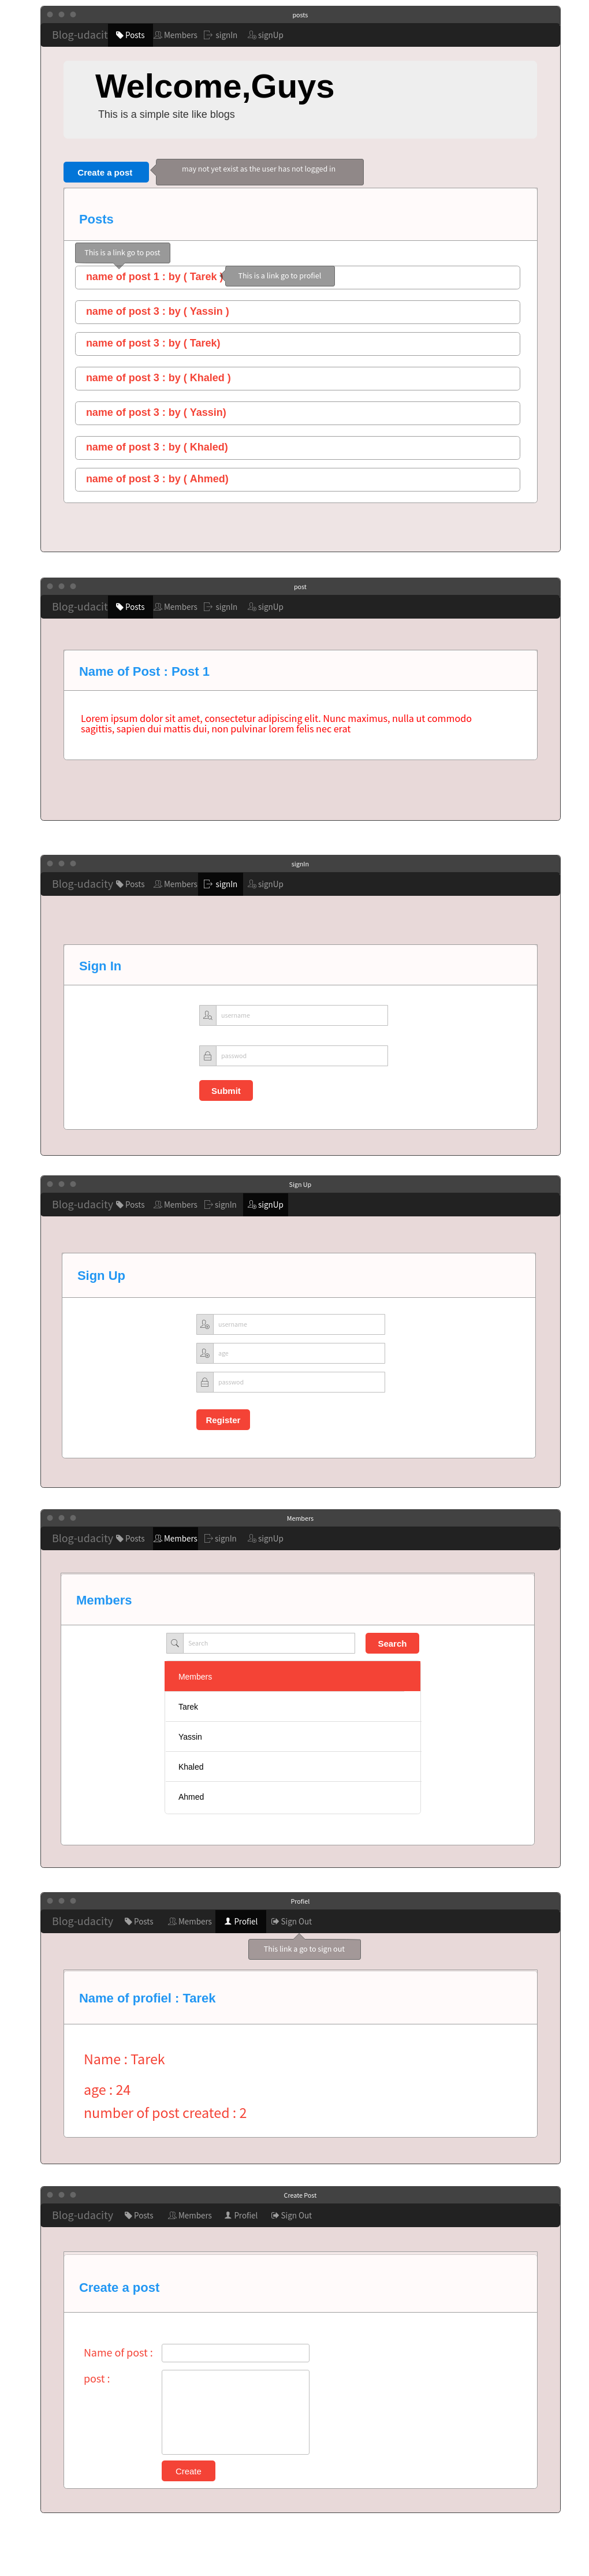 posts
Blog-udacit Posts Members signIn signUp
Welcome,Guys
This is a simple site like blogs
Create a post
may not yet exist as the user has not logged in
Posts
This is a link go to post
name of post 1 : by ( Tarek )
This is a link go to profiel
name of post 3 : by ( Yassin )
name of post 3 : by ( Tarek)
name of post 3 : by ( Khaled )
name of post 3 : by ( Yassin)
name of post 3 : by ( Khaled)
name of post 3 : by ( Ahmed)
post
Blog-udacit Posts Members signIn signUp
Name of Post : Post 1
Lorem ipsum dolor sit amet, consectetur adipiscing elit. Nunc maximus, nulla ut commodo
sagittis, sapien dui mattis dui, non pulvinar lorem felis nec erat
signIn
Blog-udacity Posts Members signIn signUp
Sign In
username
passwod
Submit
Sign Up
Blog-udacity Posts Members signIn signUp
Sign Up
username
age
passwod
Register
Members
Blog-udacity Posts Members signIn signUp
Members
Search
Search
Members
Tarek
Yassin
Khaled
Ahmed
Profiel
Blog-udacity Posts Members Profiel Sign Out
This link a go to sign out
Name of profiel : Tarek
Name : Tarek
age : 24
number of post created : 2
Create Post
Blog-udacity Posts Members Profiel Sign Out
Create a post
Name of post :
post :
Create